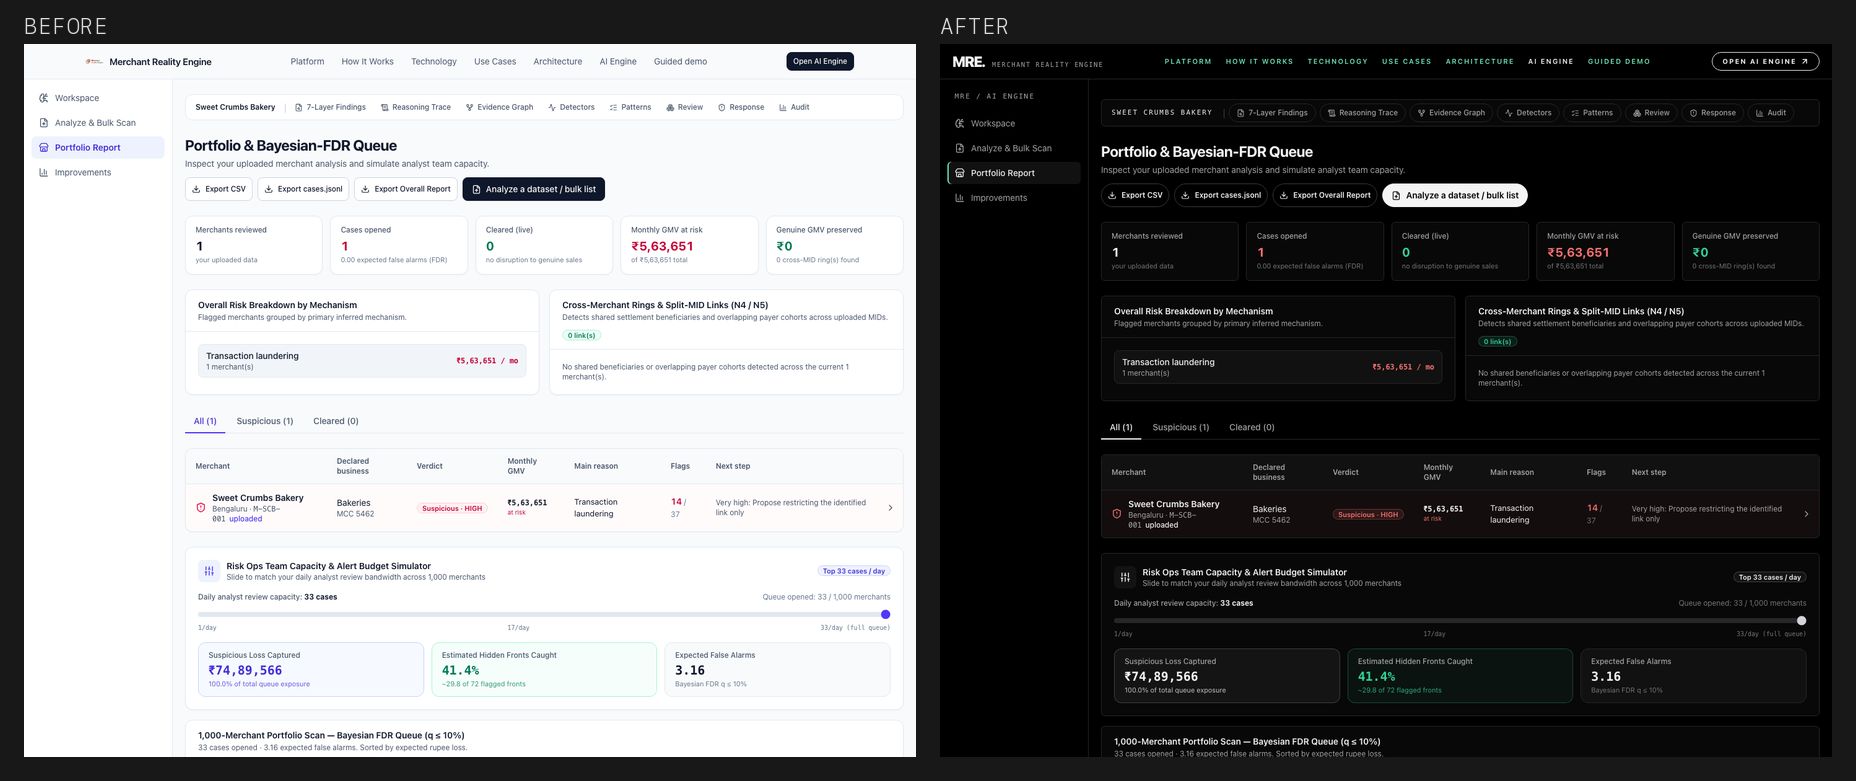 BEFORE
Merchant Reality Engine
Platform How It Works Technology Use Cases Architecture AI Engine Guided demo
Open AI Engine
Workspace
Analyze & Bulk Scan
Portfolio Report
Improvements
Sweet Crumbs Bakery 7-Layer Findings Reasoning Trace Evidence Graph Detectors Patterns Review Response Audit
Portfolio & Bayesian-FDR Queue
Inspect your uploaded merchant analysis and simulate analyst team capacity.
Export CSV Export cases.jsonl Export Overall Report Analyze a dataset / bulk list
Merchants reviewed
1
your uploaded data
Cases opened
1
0.00 expected false alarms (FDR)
Cleared (live)
0
no disruption to genuine sales
Monthly GMV at risk
₹5,63,651
of ₹5,63,651 total
Genuine GMV preserved
₹0
0 cross-MID ring(s) found
Overall Risk Breakdown by Mechanism
Flagged merchants grouped by primary inferred mechanism.
Transaction laundering
1 merchant(s)
₹5,63,651 / mo
Cross-Merchant Rings & Split-MID Links (N4 / N5)
Detects shared settlement beneficiaries and overlapping payer cohorts across uploaded MIDs.
0 link(s)
No shared beneficiaries or overlapping payer cohorts detected across the current 1
merchant(s).
All (1) Suspicious (1) Cleared (0)
Merchant
Declared
business
Verdict
Monthly
GMV
Main reason
Flags
Next step
Sweet Crumbs Bakery
Bengaluru · M-SCB-
001 uploaded
Bakeries
MCC 5462
Suspicious · HIGH
₹5,63,651
at risk
Transaction
laundering
14 /
37
Very high: Propose restricting the identified
link only
Risk Ops Team Capacity & Alert Budget Simulator
Slide to match your daily analyst review bandwidth across 1,000 merchants
Top 33 cases / day
Daily analyst review capacity: 33 cases
Queue opened: 33 / 1,000 merchants
1/day 17/day 33/day (full queue)
Suspicious Loss Captured
₹74,89,566
100.0% of total queue exposure
Estimated Hidden Fronts Caught
41.4%
~29.8 of 72 flagged fronts
Expected False Alarms
3.16
Bayesian FDR q ≤ 10%
1,000-Merchant Portfolio Scan — Bayesian FDR Queue (q ≤ 10%)
33 cases opened · 3.16 expected false alarms. Sorted by expected rupee loss.
AFTER
MRE. MERCHANT REALITY ENGINE
PLATFORM HOW IT WORKS TECHNOLOGY USE CASES ARCHITECTURE AI ENGINE GUIDED DEMO
OPEN AI ENGINE ↗
MRE / AI ENGINE
Workspace
Analyze & Bulk Scan
Portfolio Report
Improvements
SWEET CRUMBS BAKERY 7-Layer Findings Reasoning Trace Evidence Graph Detectors Patterns Review Response Audit
Portfolio & Bayesian-FDR Queue
Inspect your uploaded merchant analysis and simulate analyst team capacity.
Export CSV Export cases.jsonl Export Overall Report Analyze a dataset / bulk list
Merchants reviewed
1
your uploaded data
Cases opened
1
0.00 expected false alarms (FDR)
Cleared (live)
0
no disruption to genuine sales
Monthly GMV at risk
₹5,63,651
of ₹5,63,651 total
Genuine GMV preserved
₹0
0 cross-MID ring(s) found
Overall Risk Breakdown by Mechanism
Flagged merchants grouped by primary inferred mechanism.
Transaction laundering
1 merchant(s)
₹5,63,651 / mo
Cross-Merchant Rings & Split-MID Links (N4 / N5)
Detects shared settlement beneficiaries and overlapping payer cohorts across uploaded MIDs.
0 link(s)
No shared beneficiaries or overlapping payer cohorts detected across the current 1
merchant(s).
All (1) Suspicious (1) Cleared (0)
Merchant
Declared
business
Verdict
Monthly
GMV
Main reason
Flags
Next step
Sweet Crumbs Bakery
Bengaluru · M-SCB-
001 uploaded
Bakeries
MCC 5462
Suspicious · HIGH
₹5,63,651
at risk
Transaction
laundering
14 /
37
Very high: Propose restricting the identified
link only
Risk Ops Team Capacity & Alert Budget Simulator
Slide to match your daily analyst review bandwidth across 1,000 merchants
Top 33 cases / day
Daily analyst review capacity: 33 cases
Queue opened: 33 / 1,000 merchants
1/day 17/day 33/day (full queue)
Suspicious Loss Captured
₹74,89,566
100.0% of total queue exposure
Estimated Hidden Fronts Caught
41.4%
~29.8 of 72 flagged fronts
Expected False Alarms
3.16
Bayesian FDR q ≤ 10%
1,000-Merchant Portfolio Scan — Bayesian FDR Queue (q ≤ 10%)
33 cases opened · 3.16 expected false alarms. Sorted by expected rupee loss.